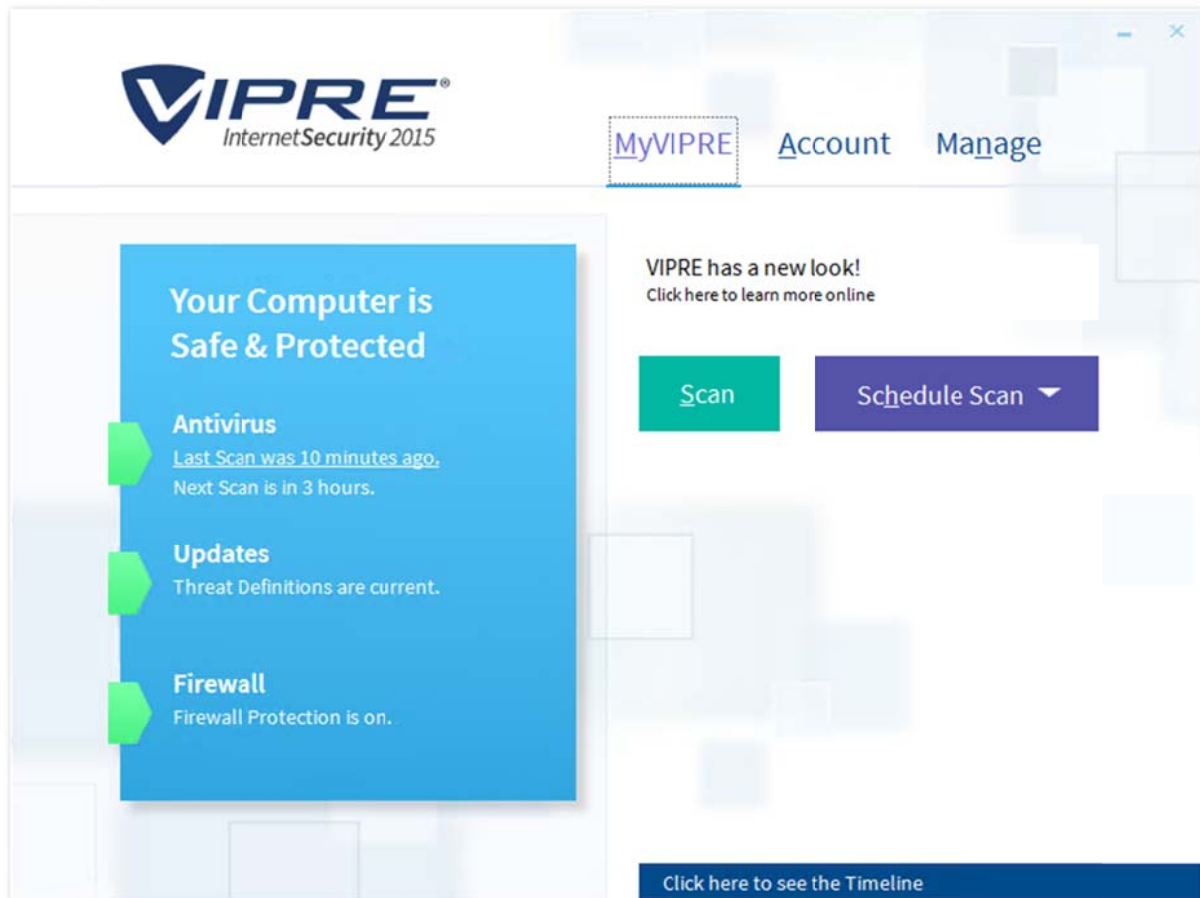 VIPRE®
InternetSecurity 2015
MyVIPRE Account Manage
Your Computer is
Safe & Protected
Antivirus
Last Scan was 10 minutes ago.
Next Scan is in 3 hours.
Updates
Threat Definitions are current.
Firewall
Firewall Protection is on.
VIPRE has a new look!
Click here to learn more online
Scan
Schedule Scan
Click here to see the Timeline